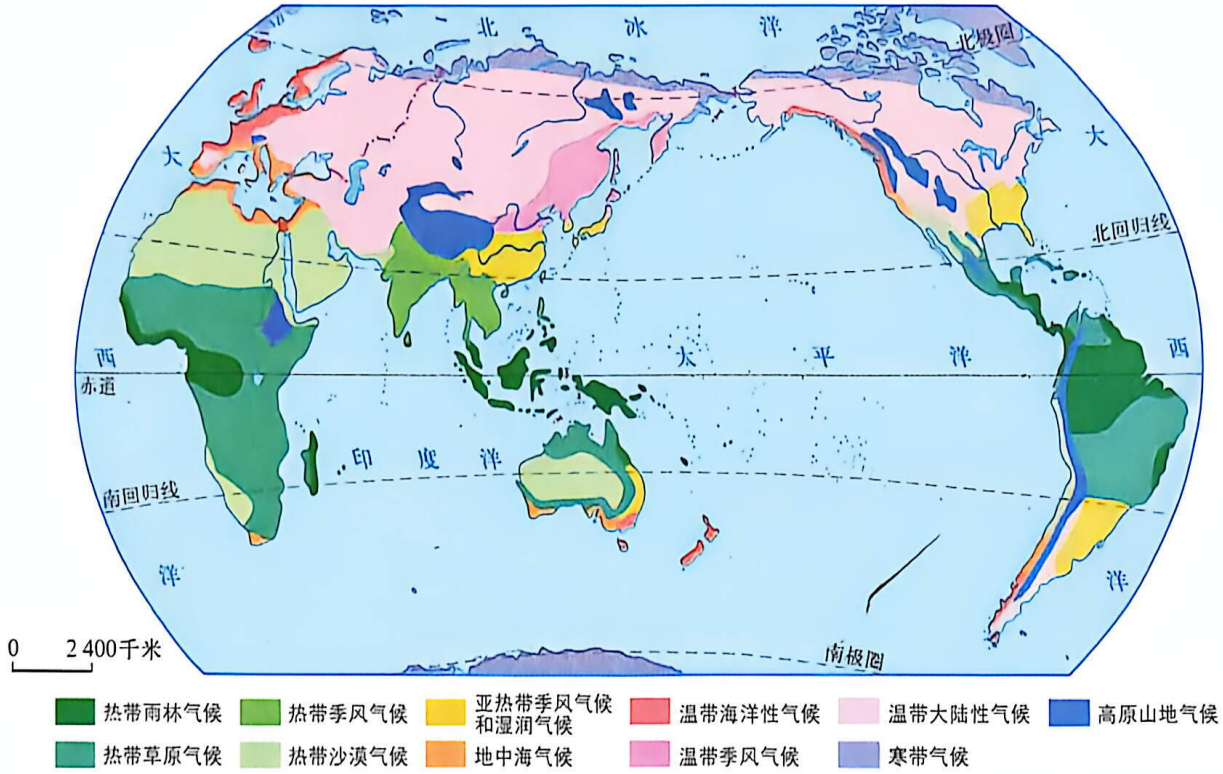 北 冰 洋
北极圈
大 大
北回归线
西 太 平 洋 西
赤道
印 度 洋
南回归线
洋 洋
0 2 400千米
南极圈
热带雨林气候 热带季风气候 亚热带季风气候和湿润气候 温带海洋性气候 温带大陆性气候 高原山地气候
热带草原气候 热带沙漠气候 地中海气候 温带季风气候 寒带气候